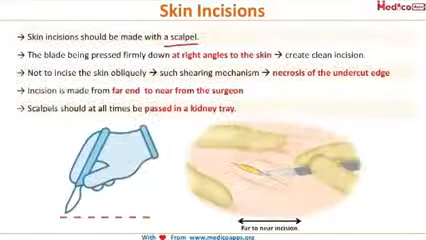 Skin Incisions
Medico Apps
→ Skin incisions should be made with a scalpel.
→ The blade being pressed firmly down at right angles to the skin → create clean incision.
→ Not to incise the skin obliquely → such shearing mechanism → necrosis of the undercut edge
→ Incision is made from far end to near from the surgeon
→ Scalpels should at all times be passed in a kidney tray.
Far to near incision
With ❤ From www.medicoapps.org